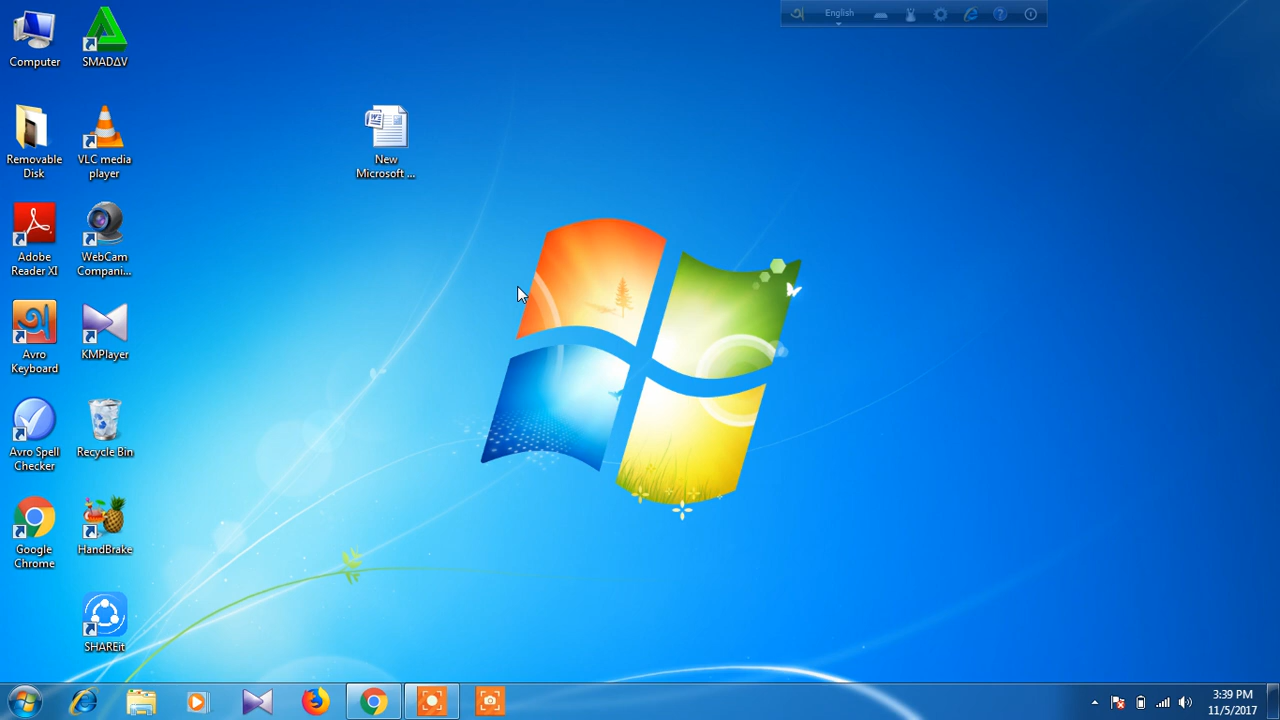 English
Computer
SMADΔV
Removable
Disk
VLC media
player
New
Microsoft ...
Adobe
Reader XI
WebCam
Compani...
Avro
Keyboard
KMPlayer
Avro Spell
Checker
Recycle Bin
Google
Chrome
HandBrake
SHAREit
3:39 PM
11/5/2017